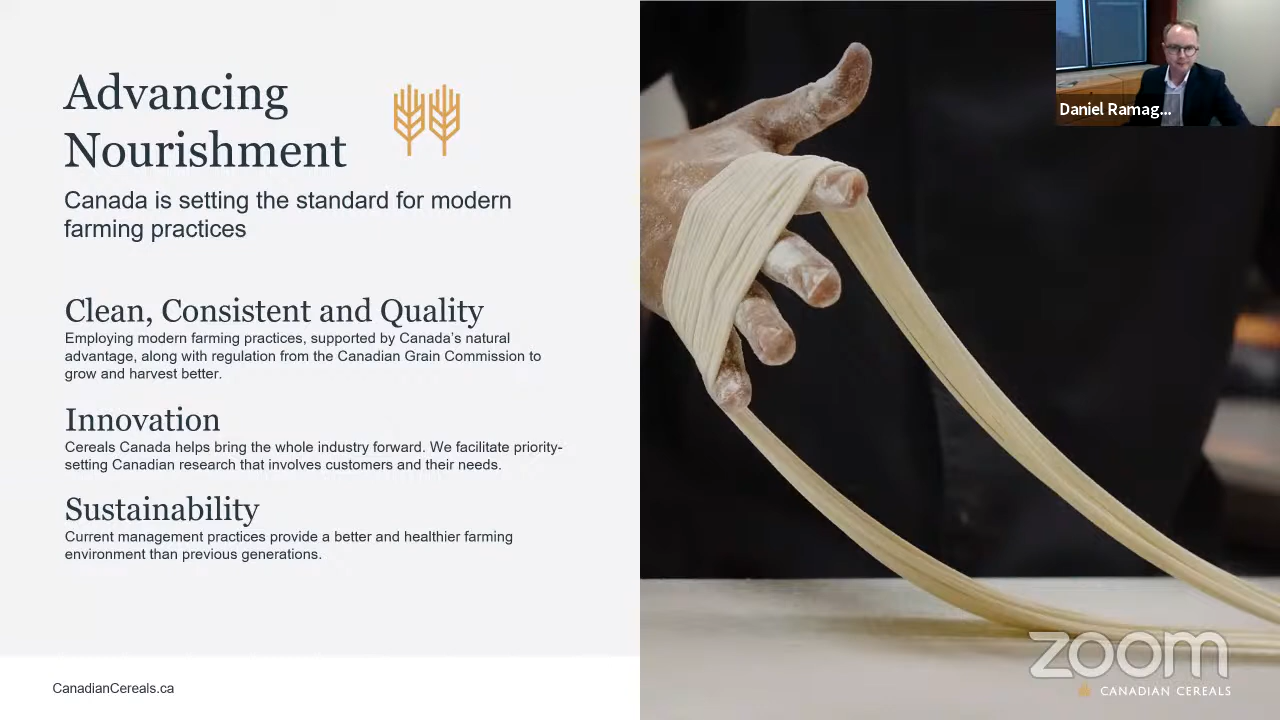 Advancing
Nourishment
Canada is setting the standard for modern
farming practices
Clean, Consistent and Quality
Employing modern farming practices, supported by Canada’s natural
advantage, along with regulation from the Canadian Grain Commission to
grow and harvest better.
Innovation
Cereals Canada helps bring the whole industry forward. We facilitate priority-
setting Canadian research that involves customers and their needs.
Sustainability
Current management practices provide a better and healthier farming
environment than previous generations.
CanadianCereals.ca
Daniel Ramag...
zoom
CANADIAN CEREALS